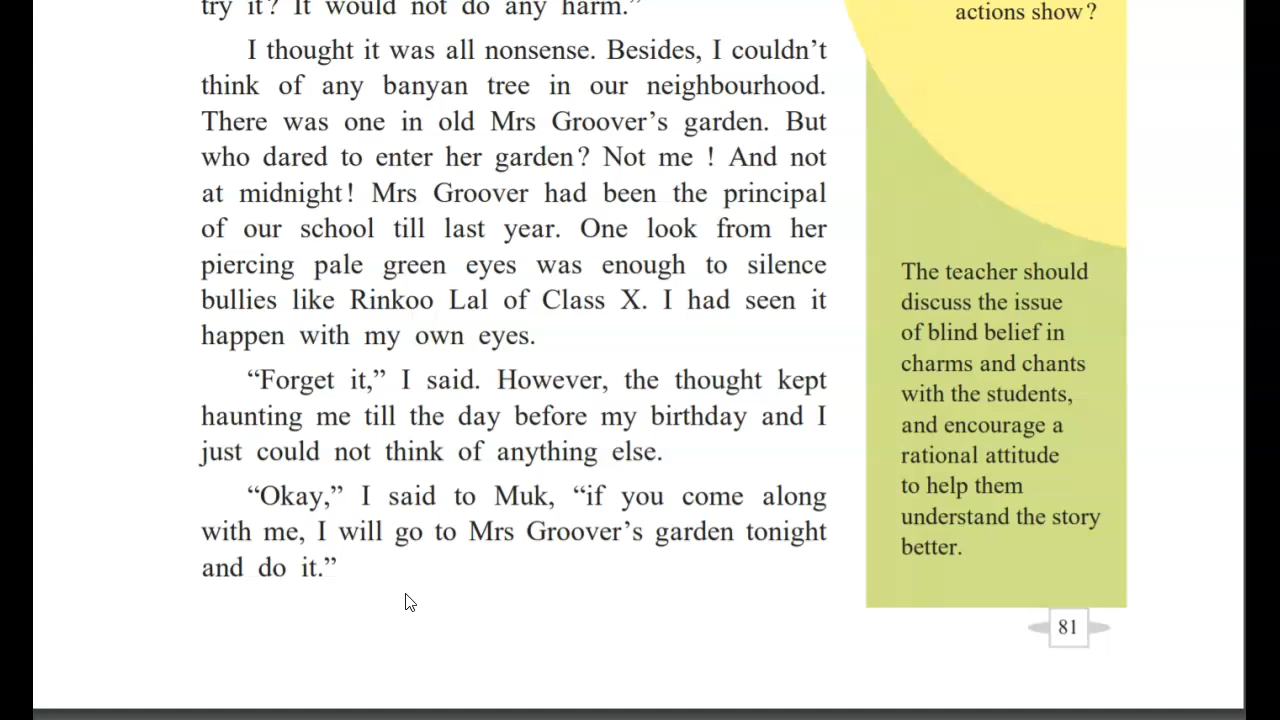 try it? It would not do any harm.”
I thought it was all nonsense. Besides, I couldn’t
think of any banyan tree in our neighbourhood.
There was one in old Mrs Groover’s garden. But
who dared to enter her garden? Not me ! And not
at midnight! Mrs Groover had been the principal
of our school till last year. One look from her
piercing pale green eyes was enough to silence
bullies like Rinkoo Lal of Class X. I had seen it
happen with my own eyes.
“Forget it,” I said. However, the thought kept
haunting me till the day before my birthday and I
just could not think of anything else.
“Okay,” I said to Muk, “if you come along
with me, I will go to Mrs Groover’s garden tonight
and do it.”
actions show?
The teacher should
discuss the issue
of blind belief in
charms and chants
with the students,
and encourage a
rational attitude
to help them
understand the story
better.
81